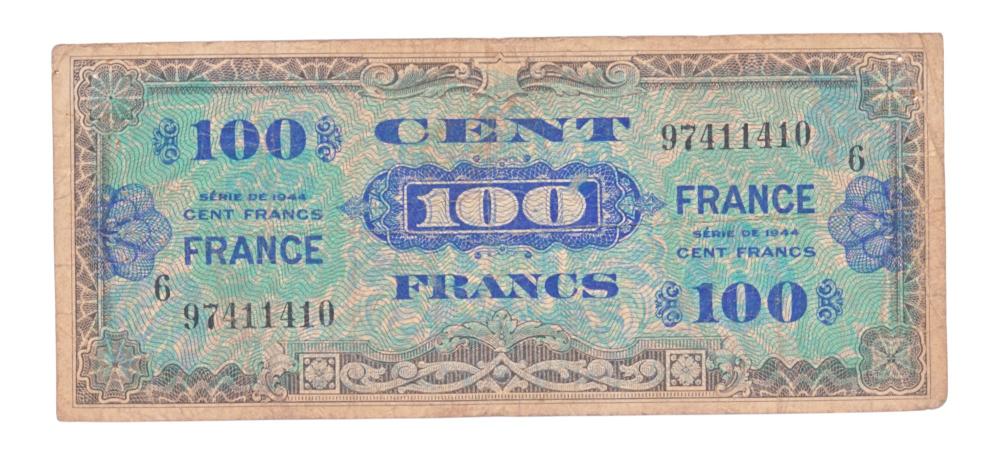 100 CENT 97411410
6
SÉRIE DE 1944
CENT FRANCS
FRANCE
100
FRANCE
SÉRIE DE 1944
CENT FRANCS
6
97411410
FRANCS
100